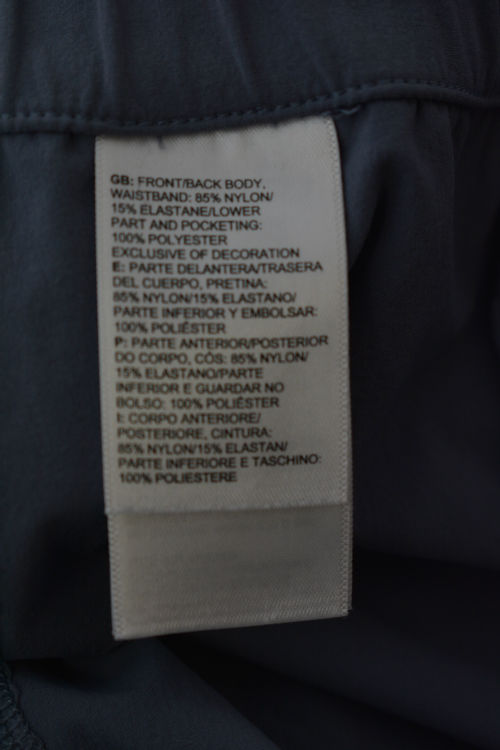 GB: FRONT/BACK BODY,
WAISTBAND: 85% NYLON/
15% ELASTANE/LOWER
PART AND POCKETING:
100% POLYESTER
EXCLUSIVE OF DECORATION
E: PARTE DELANTERA/TRASERA
DEL CUERPO, PRETINA:
85% NYLON/15% ELASTANO/
PARTE INFERIOR Y EMBOLSAR:
100% POLIÉSTER
P: PARTE ANTERIOR/POSTERIOR
DO CORPO, CÓS: 85% NYLON/
15% ELASTANO/PARTE
INFERIOR E GUARDAR NO
BOLSO: 100% POLIÉSTER
I: CORPO ANTERIORE/
POSTERIORE, CINTURA:
85% NYLON/15% ELASTAN/
PARTE INFERIORE E TASCHINO:
100% POLIESTERE